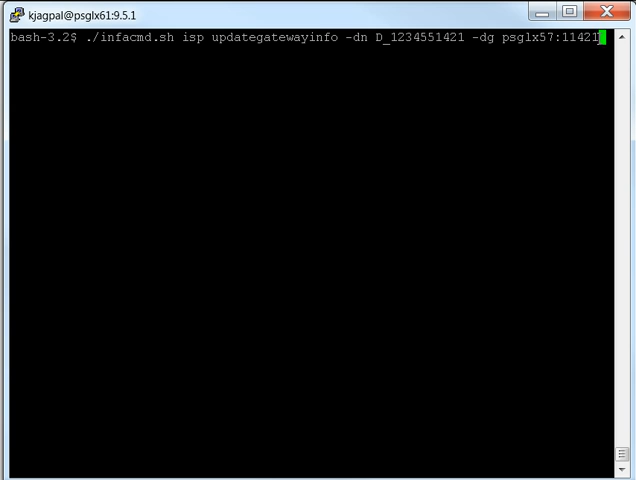 kjagpal@psglx61:9.5.1
bash-3.2$ ./infacmd.sh isp updategatewayinfo -dn D_1234551421 -dg psglx57:11421